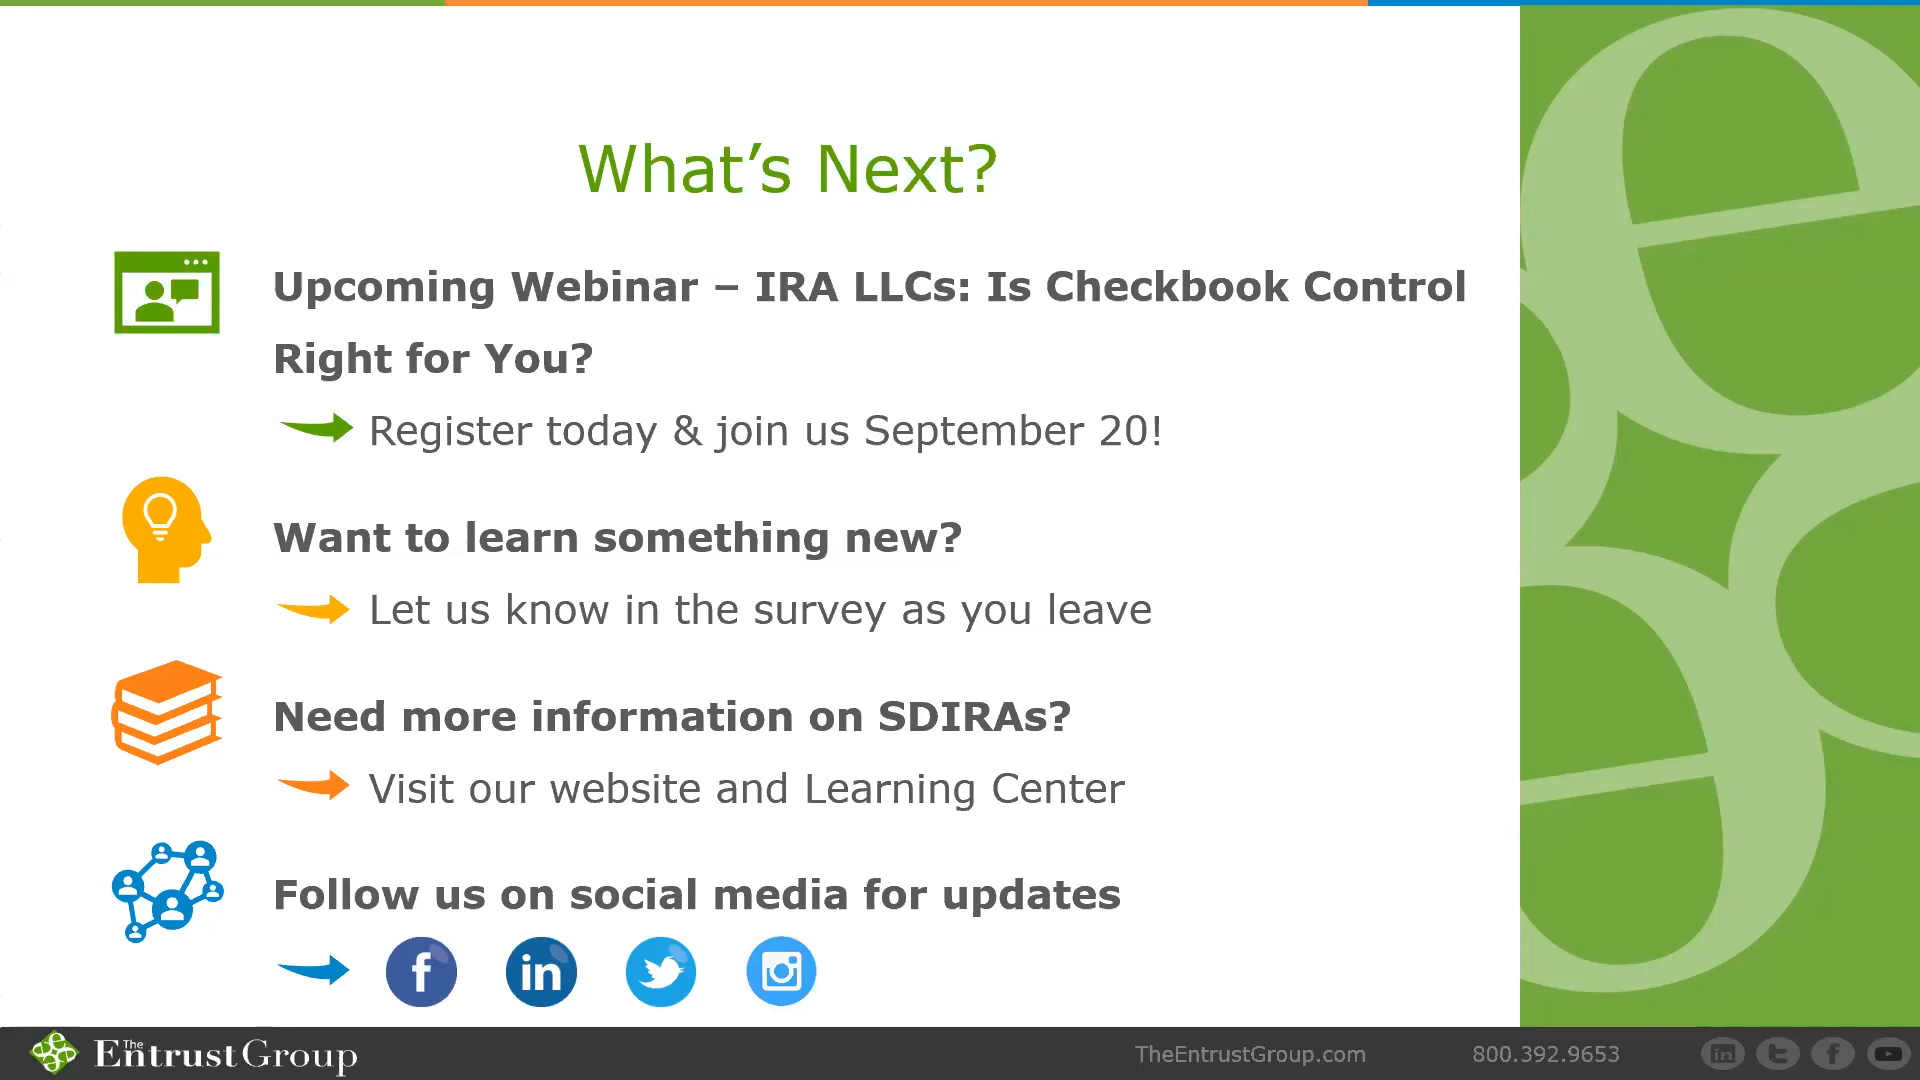 What’s Next?
Upcoming Webinar – IRA LLCs: Is Checkbook Control
Right for You?
Register today & join us September 20!
Want to learn something new?
Let us know in the survey as you leave
Need more information on SDIRAs?
Visit our website and Learning Center
Follow us on social media for updates
The EntrustGroup
TheEntrustGroup.com
800.392.9653